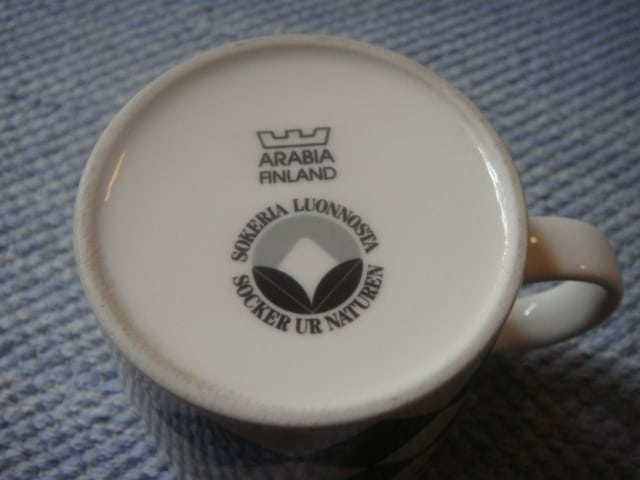 ARABIA
FINLAND
SOKERIA LUONNOSTA
SOCKER UR NATUREN